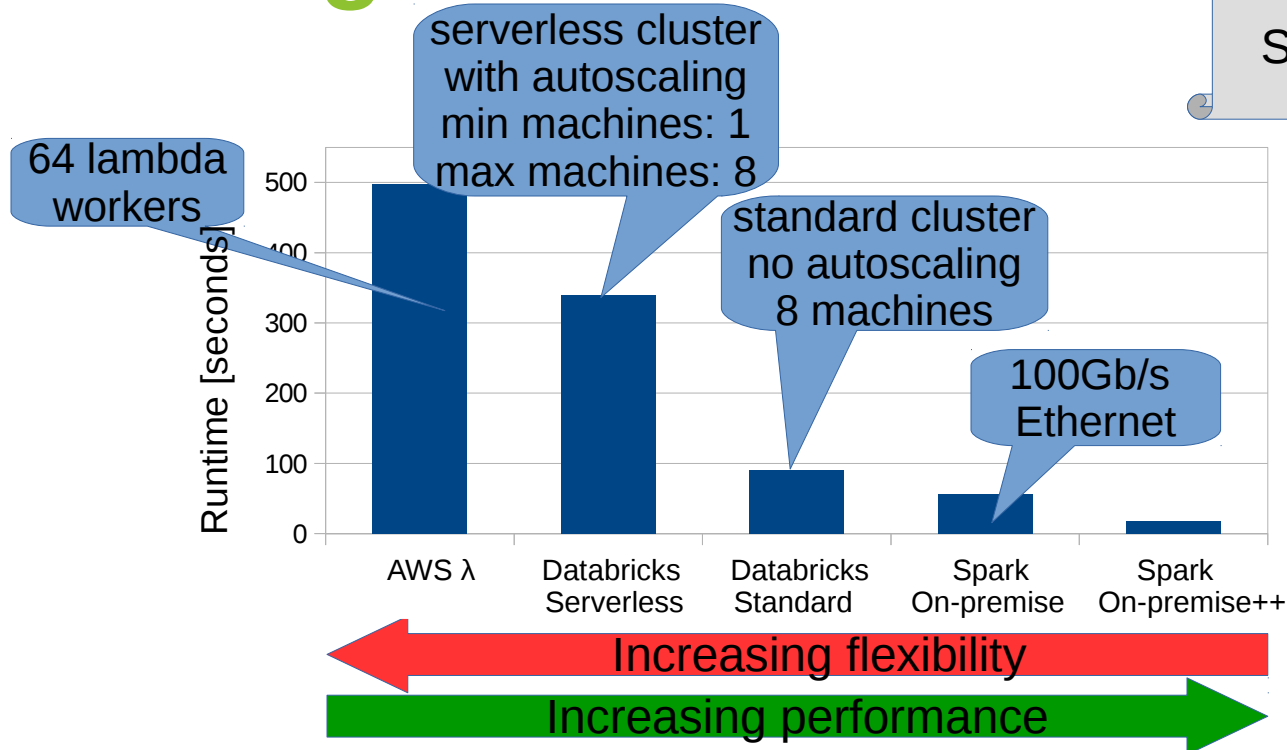 serverless cluster
with autoscaling
min machines: 1
max machines: 8
64 lambda
workers
standard cluster
no autoscaling
8 machines
100Gb/s
Ethernet
Runtime [seconds]
500
400
300
200
100
0
AWS λ
Databricks
Serverless
Databricks
Standard
Spark
On-premise
Spark
On-premise++
Increasing flexibility
Increasing performance